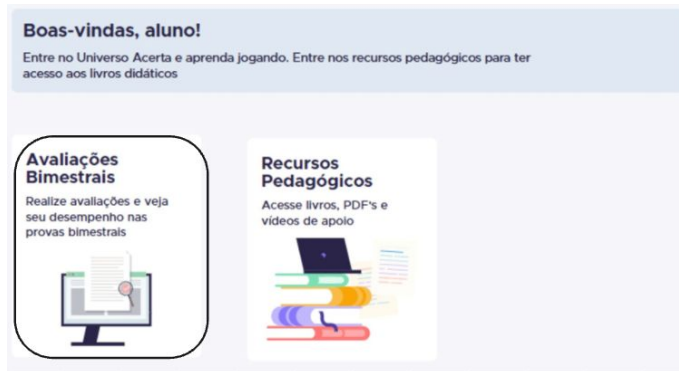 Boas-vindas, aluno!
Entre no Universo Acerta e aprenda jogando. Entre nos recursos pedagógicos para ter
acesso aos livros didáticos
Avaliações
Bimestrais
Realize avaliações e veja
seu desempenho nas
provas bimestrais
Recursos
Pedagógicos
Acesse livros, PDF's e
vídeos de apoio